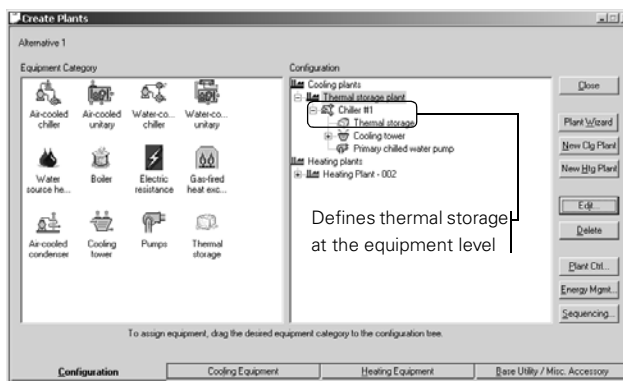 Create Plants
Alternative 1
Equipment Category
Configuration
Air-cooled chiller
Air-cooled unitary
Water-co... chiller
Water-co... unitary
Water source he...
Boiler
Electric resistance
Gas-fired heat exc...
Air-cooled condenser
Cooling tower
Pumps
Thermal storage
Cooling plants
Thermal storage plant
Chiller #1
Thermal storage
Cooling tower
Primary chilled water pump
Heating plants
Heating Plant - 002
Defines thermal storage
at the equipment level
Close
Plant Wizard
New Clg Plant
New Htg Plant
Edit...
Delete
Plant Ctrl...
Energy Mgmt...
Sequencing...
To assign equipment, drag the desired equipment category to the configuration tree.
Configuration
Cooling Equipment
Heating Equipment
Base Utility / Misc. Accessory